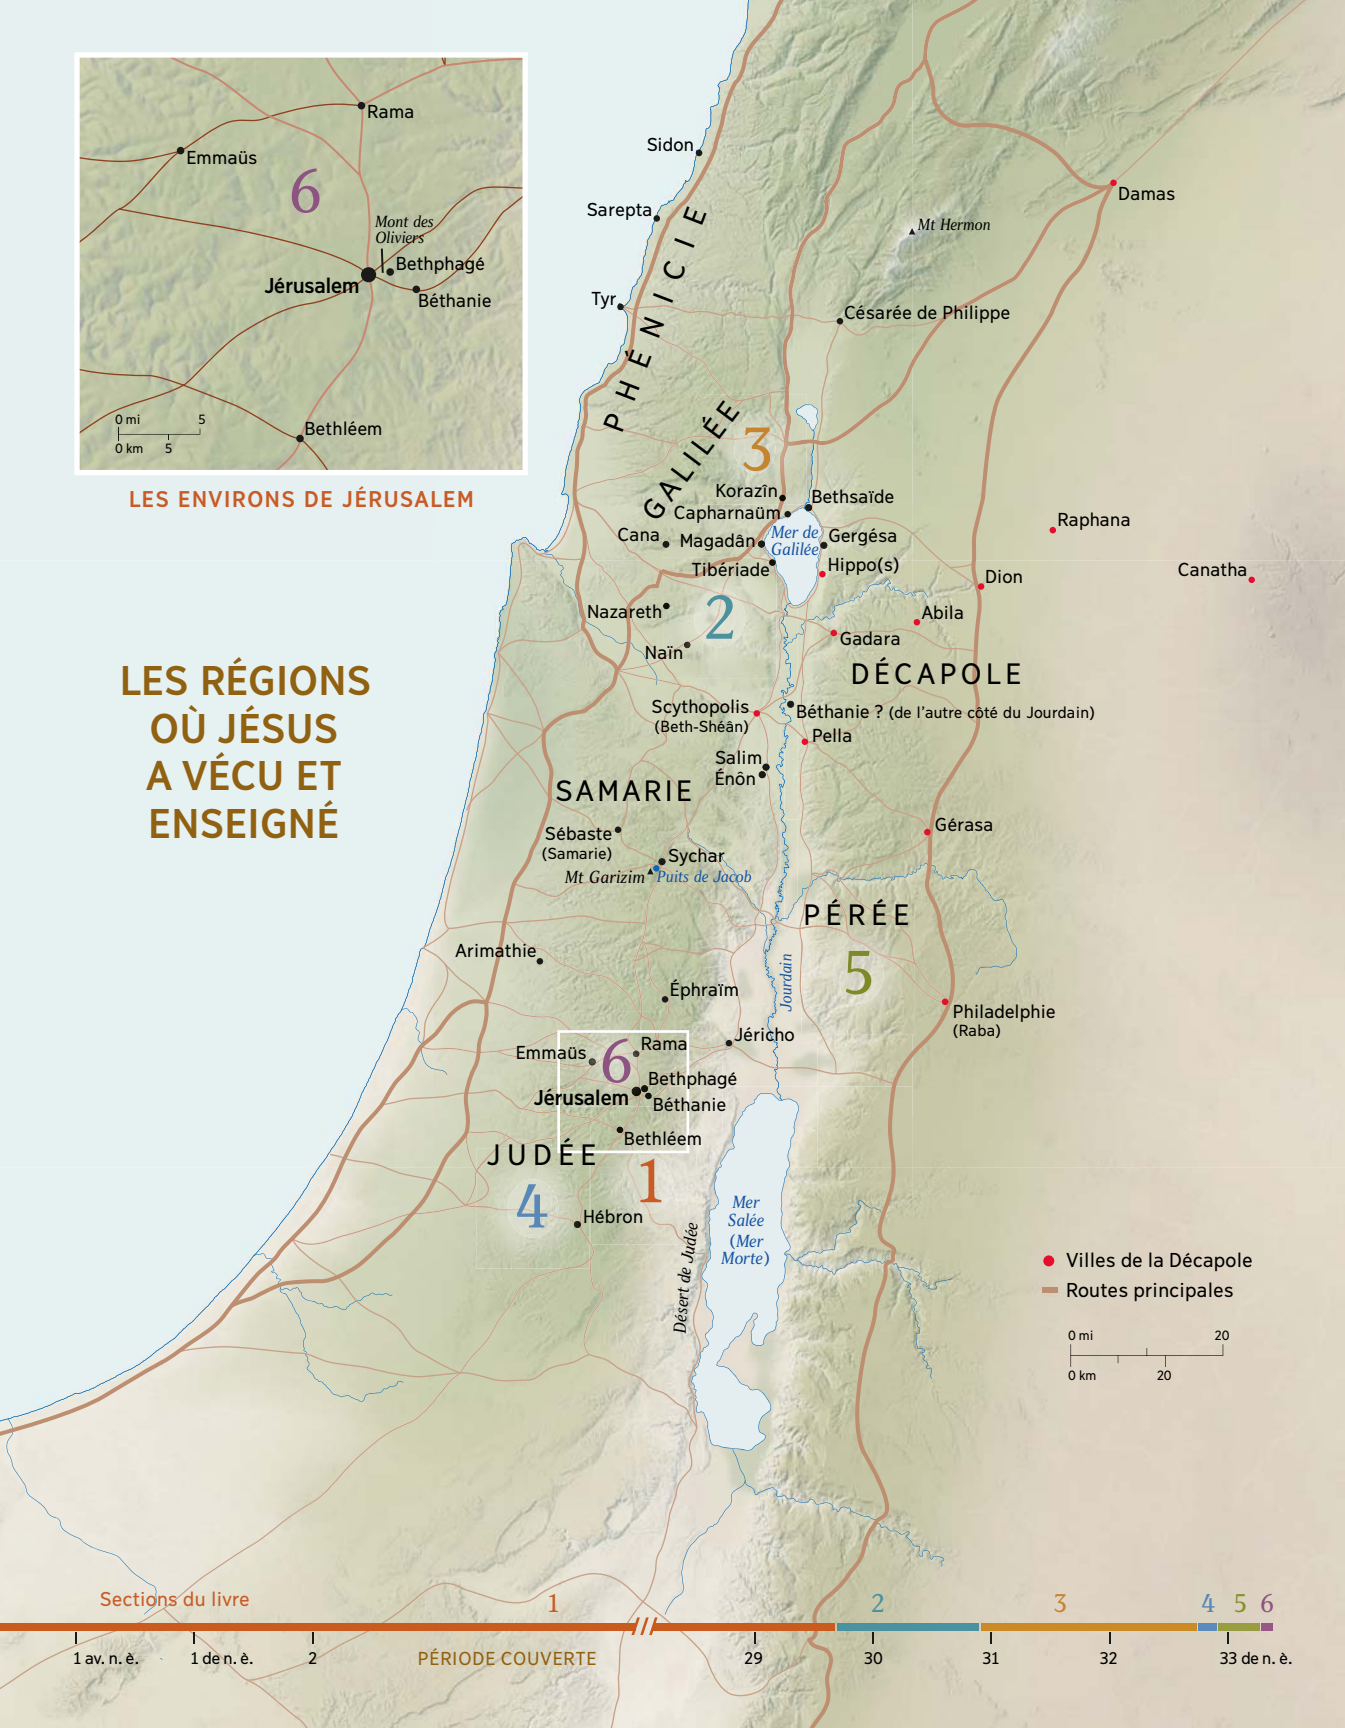 Rama
Emmaüs
6
Mont des
Oliviers
Bethphagé
Jérusalem
Béthanie
0 mi 5
0 km 5
Bethléem
LES ENVIRONS DE JÉRUSALEM
LES RÉGIONS
OÙ JÉSUS
A VÉCU ET
ENSEIGNÉ
Sidon
Damas
Sarepta
Mt Hermon
PHÉNICIE
Tyr
Césarée de Philippe
GALILÉE
3
Korazîn
Bethsaïde
Capharnaüm
Raphana
Cana
Magadân
Mer de
Galilée
Gergésa
Tibériade
Hippo(s)
Canatha
Dion
Nazareth
2
Abila
Gadara
Naïn
DÉCAPOLE
Scythopolis
(Beth-Shéân)
Béthanie ? (de l'autre côté du Jourdain)
Pella
Salim
Énôn
SAMARIE
Sébaste
(Samarie)
Gérasa
Sychar
Mt Garizim
Puits de Jacob
PÉRÉE
Arimathie
5
Jourdain
Éphraïm
Philadelphie
(Raba)
Jéricho
Emmaüs
6
Rama
Bethphagé
Jérusalem
Béthanie
Bethléem
JUDÉE
1
4
Hébron
Mer
Salée
(Mer
Morte)
Désert de Judée
Villes de la Décapole
Routes principales
0 mi 20
0 km 20
Sections du livre
1 2 3 4 5 6
1 av. n. è. 1 de n. è. 2 PÉRIODE COUVERTE 29 30 31 32 33 de n. è.